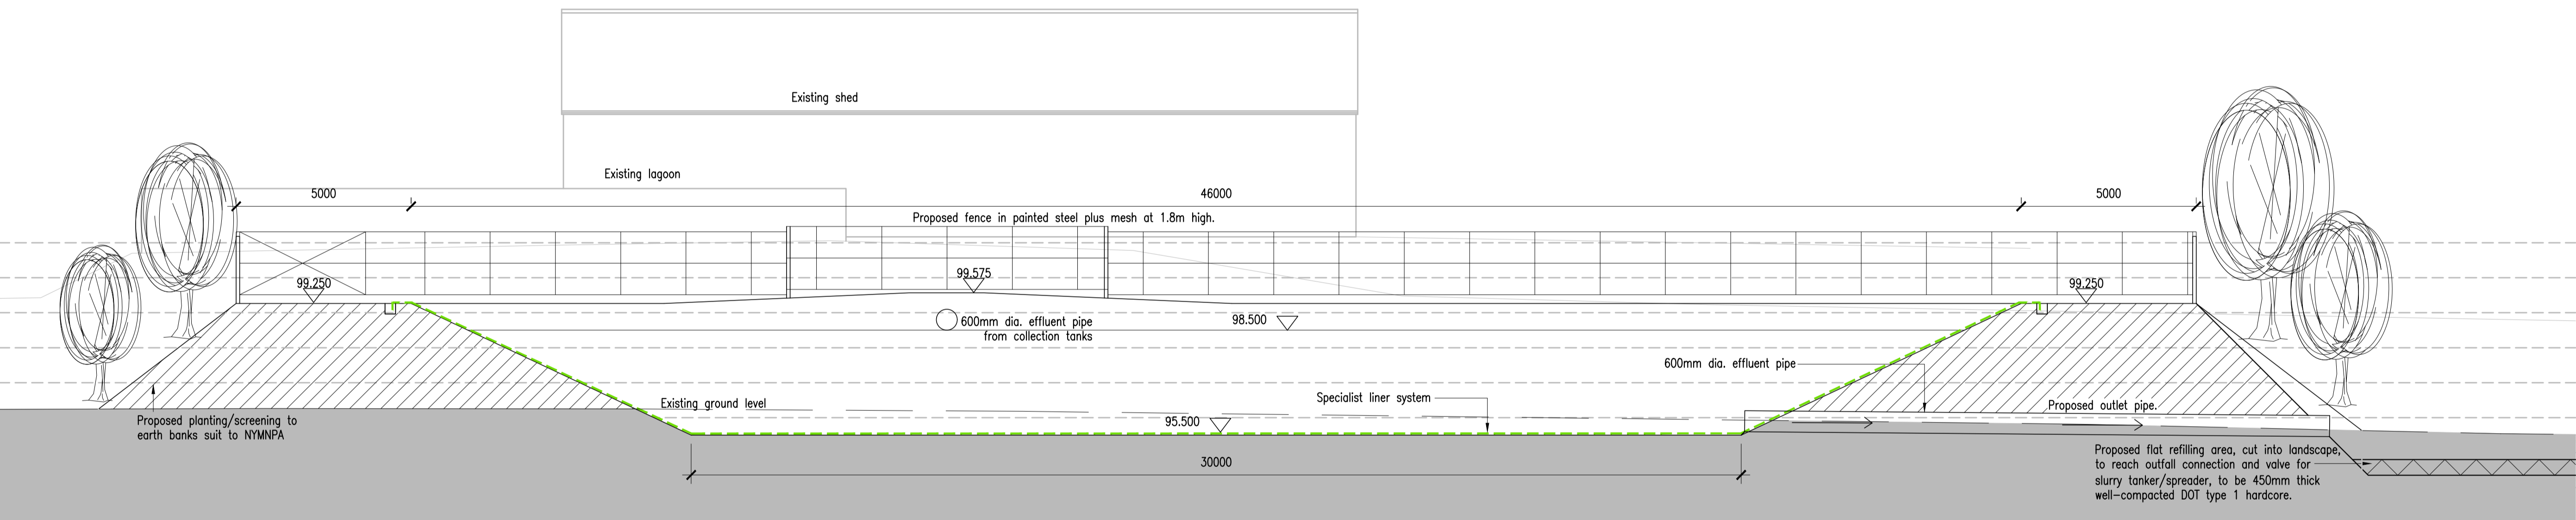 Existing shed
Existing lagoon
5000
46000
5000
Proposed fence in painted steel plus mesh at 1.8m high.
99.250
99.575
99.250
600mm dia. effluent pipe
from collection tanks
98.500
600mm dia. effluent pipe
Existing ground level
Specialist liner system
95.500
Proposed outlet pipe.
Proposed planting/screening to
earth banks suit to NYMNPA
30000
Proposed flat refilling area, cut into landscape,
to reach outfall connection and valve for
slurry tanker/spreader, to be 450mm thick
well-compacted DOT type 1 hardcore.